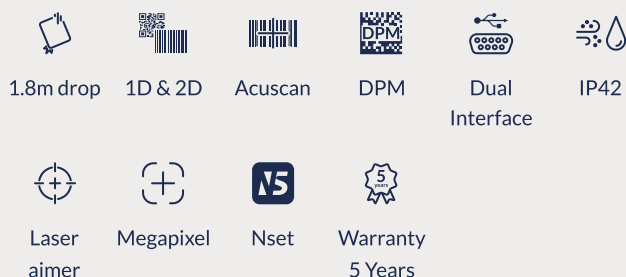 DPM
1.8m drop
1D & 2D
Acuscan
DPM
Dual
Interface
IP42
N5
5
years
Laser
aimer
Megapixel
Nset
Warranty
5 Years